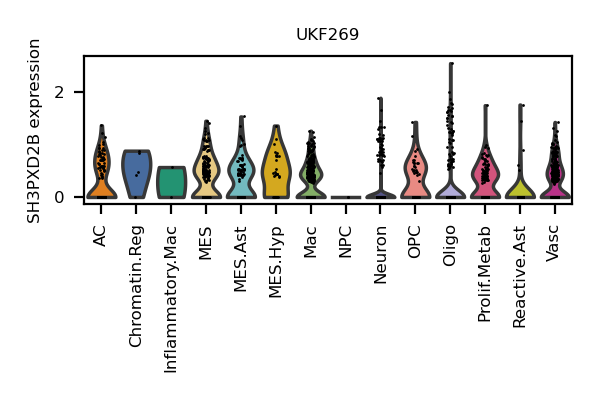 UKF269
SH3PXD2B expression
2
0
AC
Chromatin.Reg
Inflammatory.Mac
MES
MES.Ast
MES.Hyp
Mac
NPC
Neuron
OPC
Oligo
Prolif.Metab
Reactive.Ast
Vasc